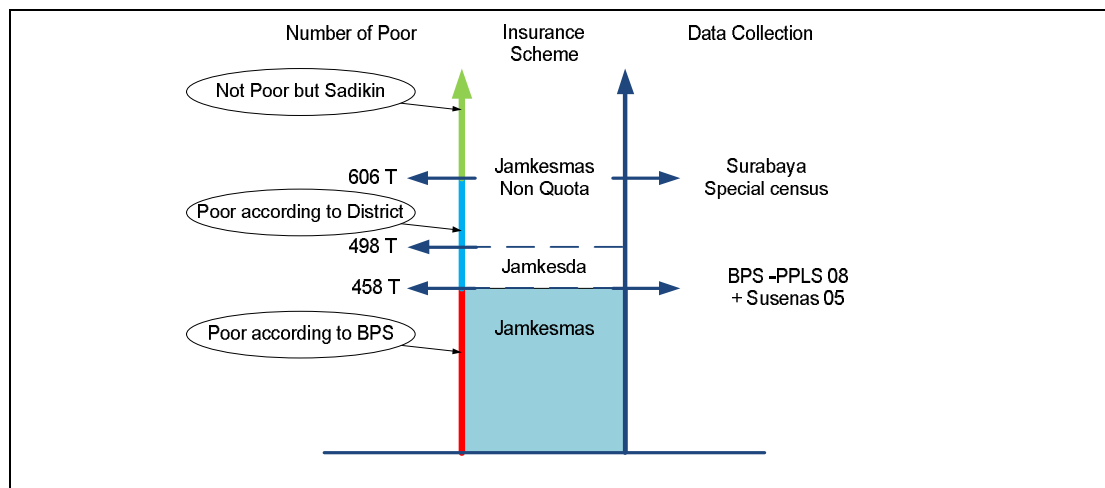 Number of Poor
Insurance
Scheme
Data Collection
Not Poor but Sadikin
606 T
Jamkesmas
Non Quota
Surabaya
Special census
Poor according to District
498 T
Jamkesda
458 T
BPS -PPLS 08
+ Susenas 05
Jamkesmas
Poor according to BPS